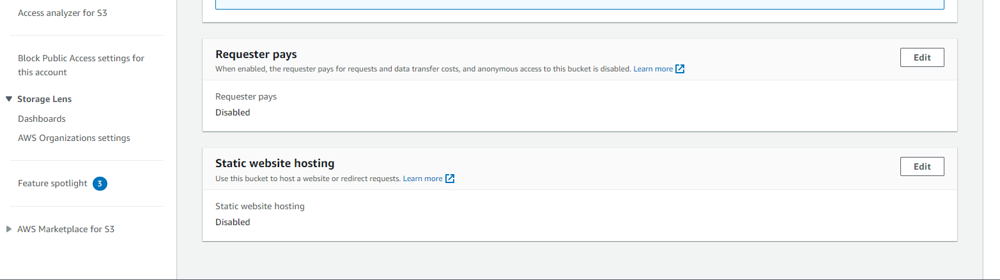 Access analyzer for S3
Block Public Access settings for
this account
Storage Lens
Dashboards
AWS Organizations settings
Feature spotlight 3
AWS Marketplace for S3
Requester pays
Edit
When enabled, the requester pays for requests and data transfer costs, and anonymous access to this bucket is disabled. Learn more
Requester pays
Disabled
Static website hosting
Edit
Use this bucket to host a website or redirect requests. Learn more
Static website hosting
Disabled